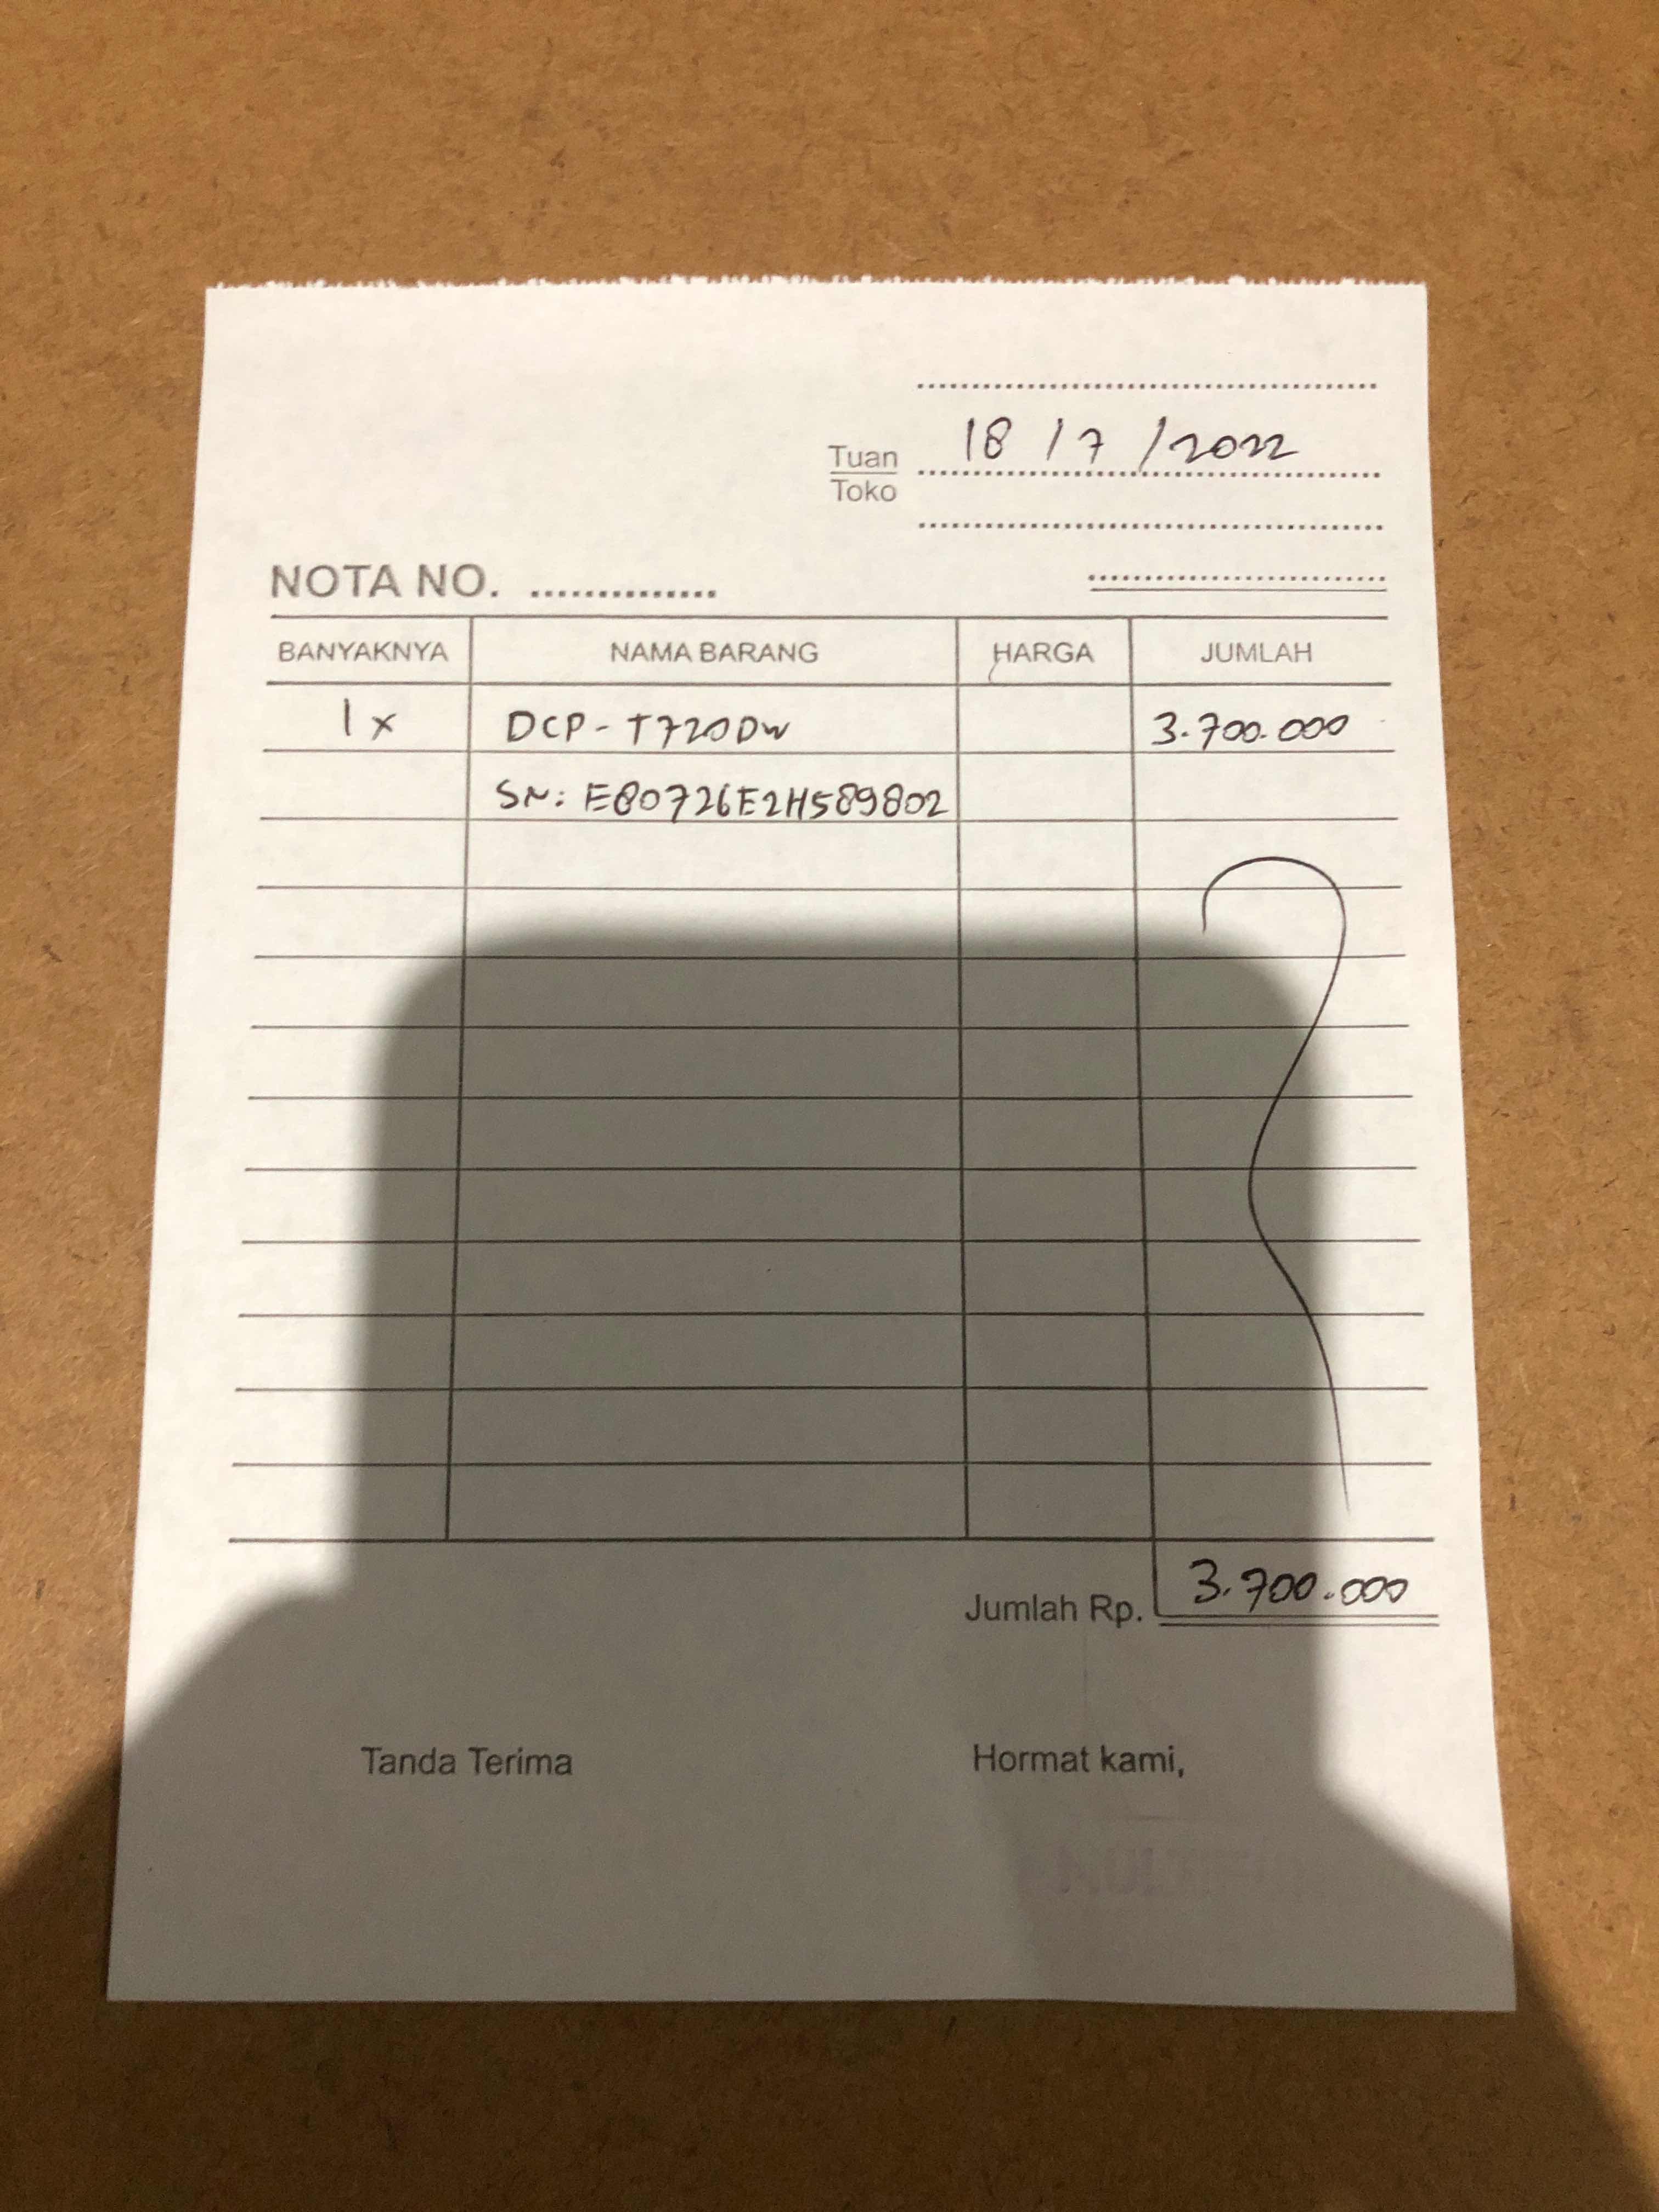 18 / 7 / 2022
Tuan
Toko
NOTA NO. ..............
BANYAKNYA NAMA BARANG HARGA JUMLAH
1 x DCP-T720DW 3.700.000
SN: E80726E2H589802
Jumlah Rp. 3.700.000
Tanda Terima Hormat kami,